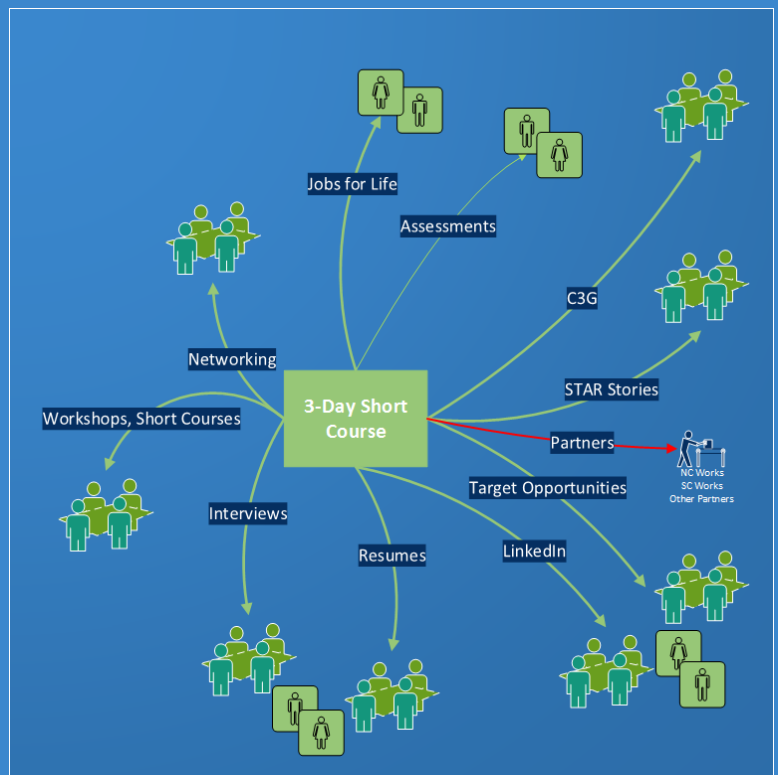 Jobs for Life
Assessments
C3G
Networking
3-Day Short
Course
STAR Stories
Workshops, Short Courses
Partners
NC Works
SC Works
Other Partners
Target Opportunities
Interviews
LinkedIn
Resumes